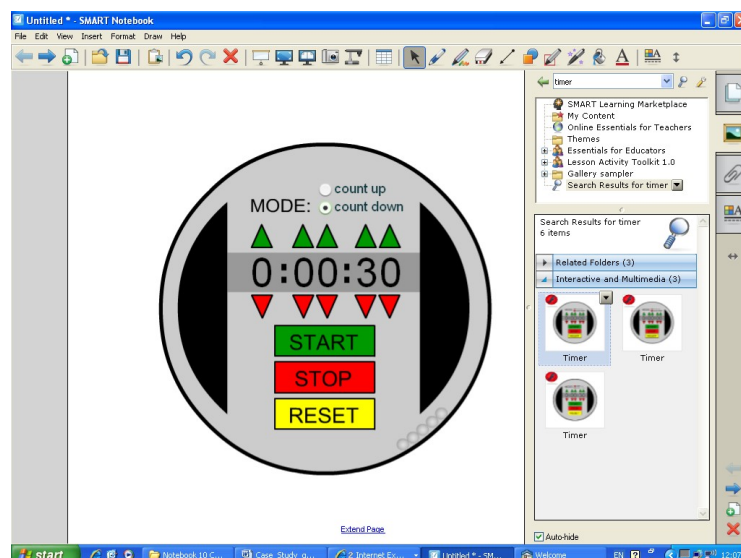 Untitled * - SMART Notebook
File Edit View Insert Format Draw Help
timer
SMART Learning Marketplace
My Content
Online Essentials for Teachers
Themes
Essentials for Educators
Lesson Activity Toolkit 1.0
Gallery sampler
Search Results for timer
Search Results for timer
6 items
Related Folders (3)
Interactive and Multimedia (3)
Timer
Timer
Timer
Auto-hide
count up
MODE: count down
0:00:30
START
STOP
RESET
Extend Page
start
Notebook 10 C...
Case_Study_g...
2 Internet Ex...
Untitled * - SM...
Welcome
EN
12:07